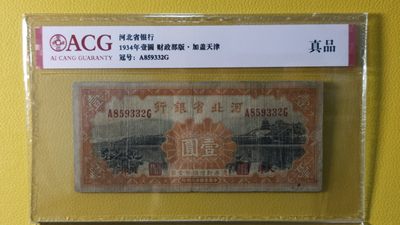 ACG
AI CANG GUARANTY
河北省银行
1934年壹圆 财政部版·加盖天津
冠号：A859332G
真品
行銀省北河
A859332G
A859332G
圓壹